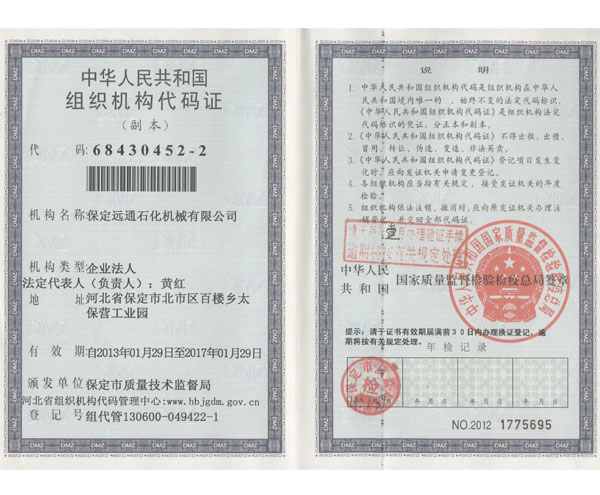 中华人民共和国
组织机构代码证
(副本)
代 码: 68430452-2
机构名称 保定远通石化机械有限公司
机构类型 企业法人
法定代表人(负责人): 黄红
地 址 河北省保定市北市区百楼乡太
保营工业园
有 效 期 自2013年01月29日至2017年01月29日
颁发单位 保定市质量技术监督局
河北省组织机构代码管理中心:www.hbjgdm.gov.cn
登 记 号 组代管130600-049422-1
说 明
1. 中华人民共和国组织机构代码是组织机构在中华人
民共和国境内唯一的、始终不变的法定代码标识,
《中华人民共和国组织机构代码证》是组织机构法定
代码标识的凭证,分正本和副本。
2. 《中华人民共和国组织机构代码证》不得出租、出借、
冒用、转让、伪造、变造、非法买卖。
3. 《中华人民共和国组织机构代码证》登记项目发生变
化时,应向发证机关申请变更登记。
4. 各组织机构应当按有关规定,接受发证机关的年度
检验。
5. 组织机构依法注销、撤消时,应向原发证机关办理注
销登记,并交回全部代码证。
中华人民
共和国
国家质量监督检验检疫总局签章
提示:请于证书有效期届满前30日内办理换证登记,逾
期将按有关规定处理。
年检记录
年 月 日
年 月 日
年 月 日
NO.2012 1775695